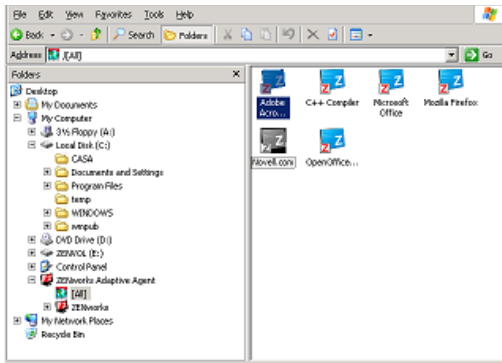 File Edit View Favorites Tools Help
Back Search Folders
Address [All] Go
Folders
Desktop
My Documents
My Computer
3½ Floppy (A:)
Local Disk (C:)
CASA
Documents and Settings
Program Files
temp
WINDOWS
wmpub
DVD Drive (D:)
ZENVOL (E:)
Control Panel
ZENworks Adaptive Agent
[All]
ZENworks
My Network Places
Recycle Bin
Adobe Acro...
C++ Compiler
Microsoft Office
Mozilla Firefox
Novell.com
OpenOffice...